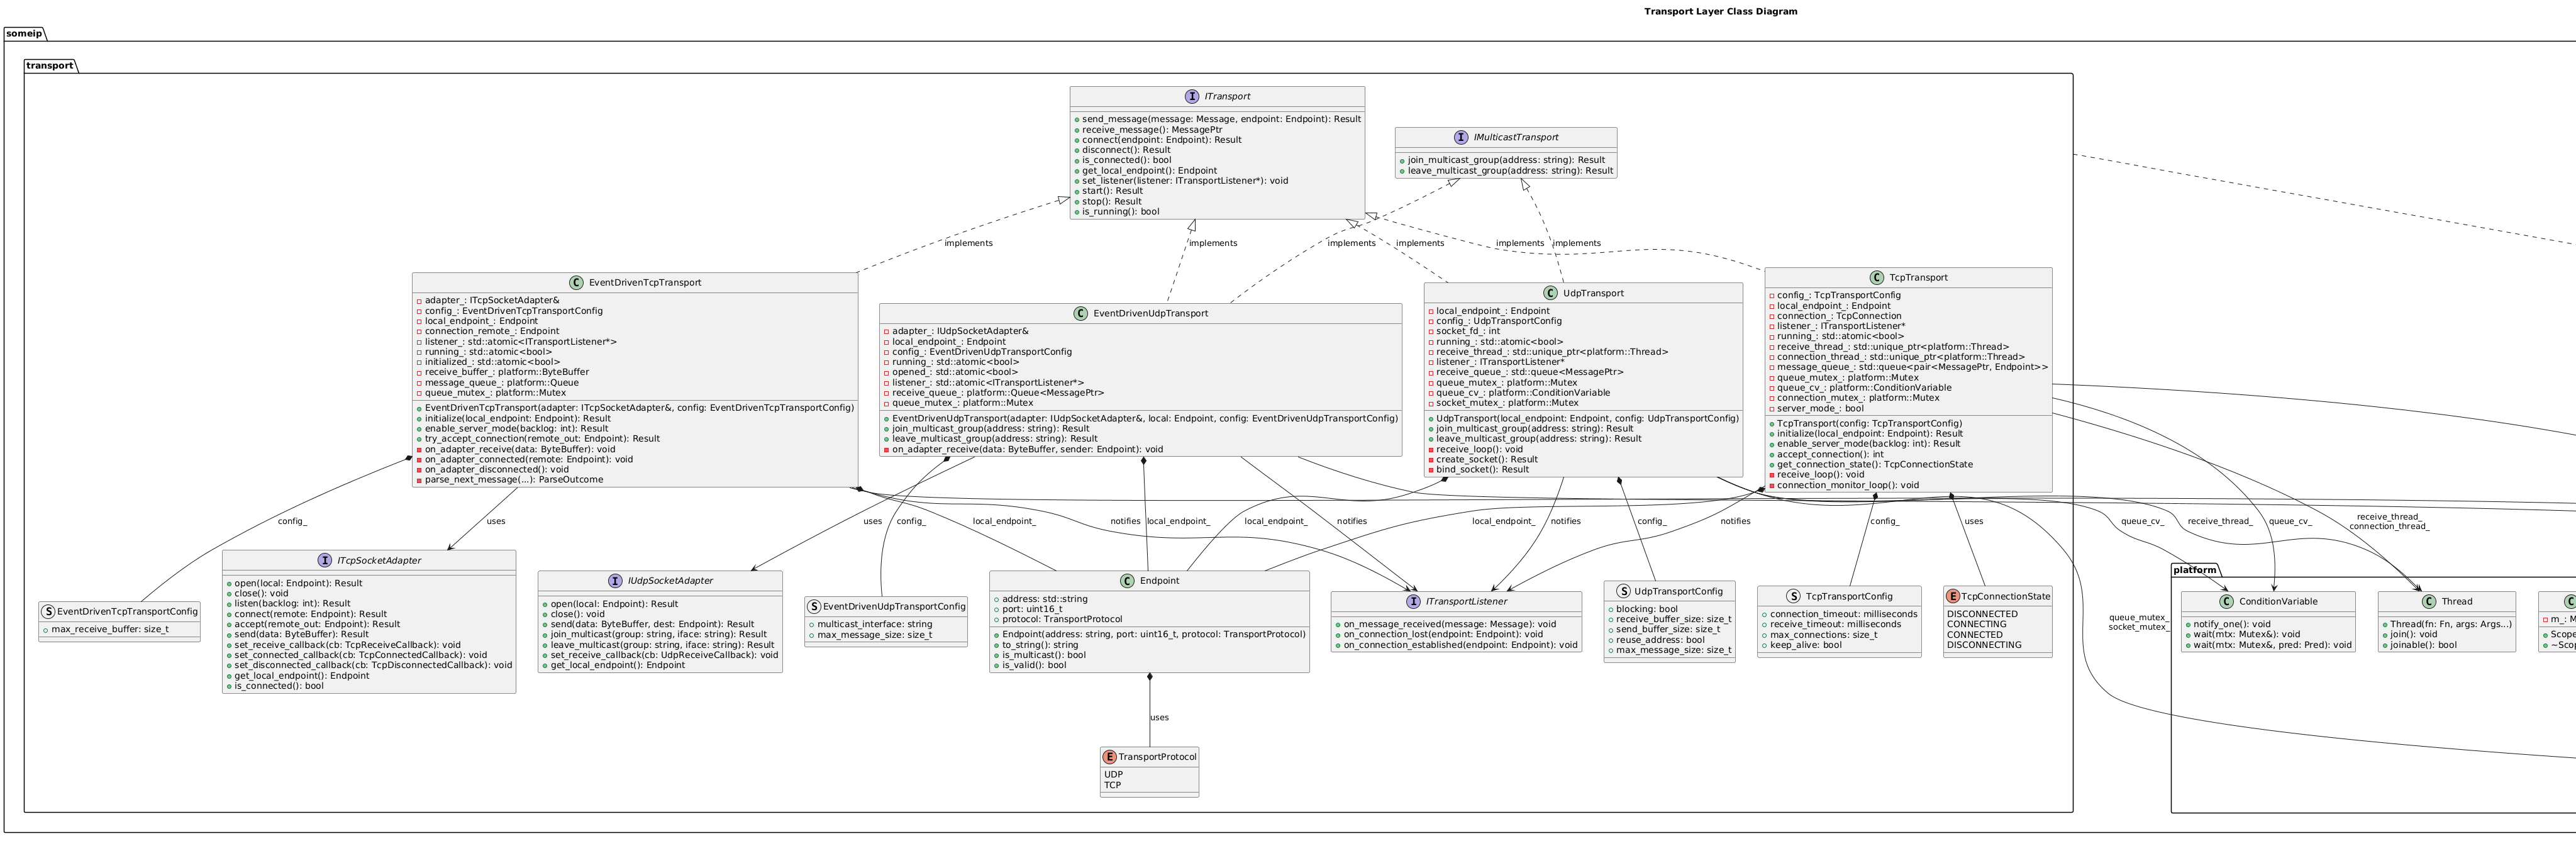 Transport Layer Class Diagram
someip
transport
I ITransport
send_message(message: Message, endpoint: Endpoint): Result
receive_message(): MessagePtr
connect(endpoint: Endpoint): Result
disconnect(): Result
is_connected(): bool
get_local_endpoint(): Endpoint
set_listener(listener: ITransportListener*): void
start(): Result
stop(): Result
is_running(): bool
I IMulticastTransport
join_multicast_group(address: string): Result
leave_multicast_group(address: string): Result
implements
implements
implements
implements
implements
implements
C EventDrivenTcpTransport
adapter_: ITcpSocketAdapter&
config_: EventDrivenTcpTransportConfig
local_endpoint_: Endpoint
connection_remote_: Endpoint
listener_: std::atomic<ITransportListener*>
running_: std::atomic<bool>
initialized_: std::atomic<bool>
receive_buffer_: platform::ByteBuffer
message_queue_: platform::Queue
queue_mutex_: platform::Mutex
EventDrivenTcpTransport(adapter: ITcpSocketAdapter&, config: EventDrivenTcpTransportConfig)
initialize(local_endpoint: Endpoint): Result
enable_server_mode(backlog: int): Result
try_accept_connection(remote_out: Endpoint): Result
on_adapter_receive(data: ByteBuffer): void
on_adapter_connected(remote: Endpoint): void
on_adapter_disconnected(): void
parse_next_message(...): ParseOutcome
C EventDrivenUdpTransport
adapter_: IUdpSocketAdapter&
local_endpoint_: Endpoint
config_: EventDrivenUdpTransportConfig
running_: std::atomic<bool>
opened_: std::atomic<bool>
listener_: std::atomic<ITransportListener*>
receive_queue_: platform::Queue<MessagePtr>
queue_mutex_: platform::Mutex
EventDrivenUdpTransport(adapter: IUdpSocketAdapter&, local: Endpoint, config: EventDrivenUdpTransportConfig)
join_multicast_group(address: string): Result
leave_multicast_group(address: string): Result
on_adapter_receive(data: ByteBuffer, sender: Endpoint): void
C UdpTransport
local_endpoint_: Endpoint
config_: UdpTransportConfig
socket_fd_: int
running_: std::atomic<bool>
receive_thread_: std::unique_ptr<platform::Thread>
listener_: ITransportListener*
receive_queue_: std::queue<MessagePtr>
queue_mutex_: platform::Mutex
queue_cv_: platform::ConditionVariable
socket_mutex_: platform::Mutex
UdpTransport(local_endpoint: Endpoint, config: UdpTransportConfig)
join_multicast_group(address: string): Result
leave_multicast_group(address: string): Result
receive_loop(): void
create_socket(): Result
bind_socket(): Result
C TcpTransport
config_: TcpTransportConfig
local_endpoint_: Endpoint
connection_: TcpConnection
listener_: ITransportListener*
running_: std::atomic<bool>
receive_thread_: std::unique_ptr<platform::Thread>
connection_thread_: std::unique_ptr<platform::Thread>
message_queue_: std::queue<pair<MessagePtr, Endpoint>>
queue_mutex_: platform::Mutex
queue_cv_: platform::ConditionVariable
connection_mutex_: platform::Mutex
server_mode_: bool
TcpTransport(config: TcpTransportConfig)
initialize(local_endpoint: Endpoint): Result
enable_server_mode(backlog: int): Result
accept_connection(): int
get_connection_state(): TcpConnectionState
receive_loop(): void
connection_monitor_loop(): void
config_
uses
uses
config_
local_endpoint_
notifies
local_endpoint_
local_endpoint_
notifies
local_endpoint_
notifies
config_
notifies
config_
uses
queue_cv_
receive_thread_
queue_cv_
receive_thread_
connection_thread_
S EventDrivenTcpTransportConfig
max_receive_buffer: size_t
I ITcpSocketAdapter
open(local: Endpoint): Result
close(): void
listen(backlog: int): Result
connect(remote: Endpoint): Result
accept(remote_out: Endpoint): Result
send(data: ByteBuffer): Result
set_receive_callback(cb: TcpReceiveCallback): void
set_connected_callback(cb: TcpConnectedCallback): void
set_disconnected_callback(cb: TcpDisconnectedCallback): void
get_local_endpoint(): Endpoint
is_connected(): bool
I IUdpSocketAdapter
open(local: Endpoint): Result
close(): void
send(data: ByteBuffer, dest: Endpoint): Result
join_multicast(group: string, iface: string): Result
leave_multicast(group: string, iface: string): Result
set_receive_callback(cb: UdpReceiveCallback): void
get_local_endpoint(): Endpoint
S EventDrivenUdpTransportConfig
multicast_interface: string
max_message_size: size_t
C Endpoint
address: std::string
port: uint16_t
protocol: TransportProtocol
Endpoint(address: string, port: uint16_t, protocol: TransportProtocol)
to_string(): string
is_multicast(): bool
is_valid(): bool
I ITransportListener
on_message_received(message: Message): void
on_connection_lost(endpoint: Endpoint): void
on_connection_established(endpoint: Endpoint): void
S UdpTransportConfig
blocking: bool
receive_buffer_size: size_t
send_buffer_size: size_t
reuse_address: bool
max_message_size: size_t
S TcpTransportConfig
connection_timeout: milliseconds
receive_timeout: milliseconds
max_connections: size_t
keep_alive: bool
E TcpConnectionState
DISCONNECTED
CONNECTING
CONNECTED
DISCONNECTING
queue_mutex_
socket_mutex_
platform
C ConditionVariable
notify_one(): void
wait(mtx: Mutex&): void
wait(mtx: Mutex&, pred: Pred): void
C Thread
Thread(fn: Fn, args: Args...)
join(): void
joinable(): bool
m_: M
Scope
~Scop
uses
E TransportProtocol
UDP
TCP